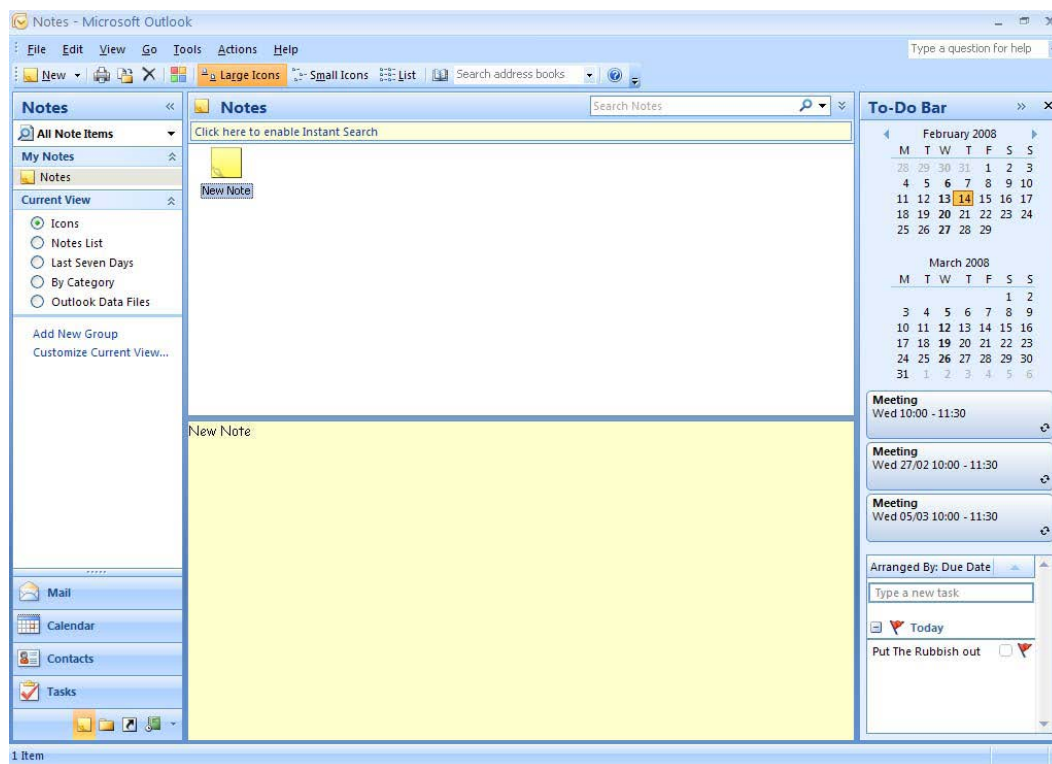 Notes - Microsoft Outlook
File Edit View Go Tools Actions Help
Type a question for help
New Large Icons Small Icons List Search address books
Notes
All Note Items
My Notes
Notes
Current View
Icons
Notes List
Last Seven Days
By Category
Outlook Data Files
Add New Group
Customize Current View...
Mail
Calendar
Contacts
Tasks
Notes Search Notes
Click here to enable Instant Search
New Note
New Note
To-Do Bar
February 2008
M T W T F S S
28 29 30 31 1 2 3
4 5 6 7 8 9 10
11 12 13 14 15 16 17
18 19 20 21 22 23 24
25 26 27 28 29
March 2008
M T W T F S S
1 2
3 4 5 6 7 8 9
10 11 12 13 14 15 16
17 18 19 20 21 22 23
24 25 26 27 28 29 30
31 1 2 3 4 5 6
Meeting
Wed 10:00 - 11:30
Meeting
Wed 27/02 10:00 - 11:30
Meeting
Wed 05/03 10:00 - 11:30
Arranged By: Due Date
Type a new task
Today
Put The Rubbish out
1 Item